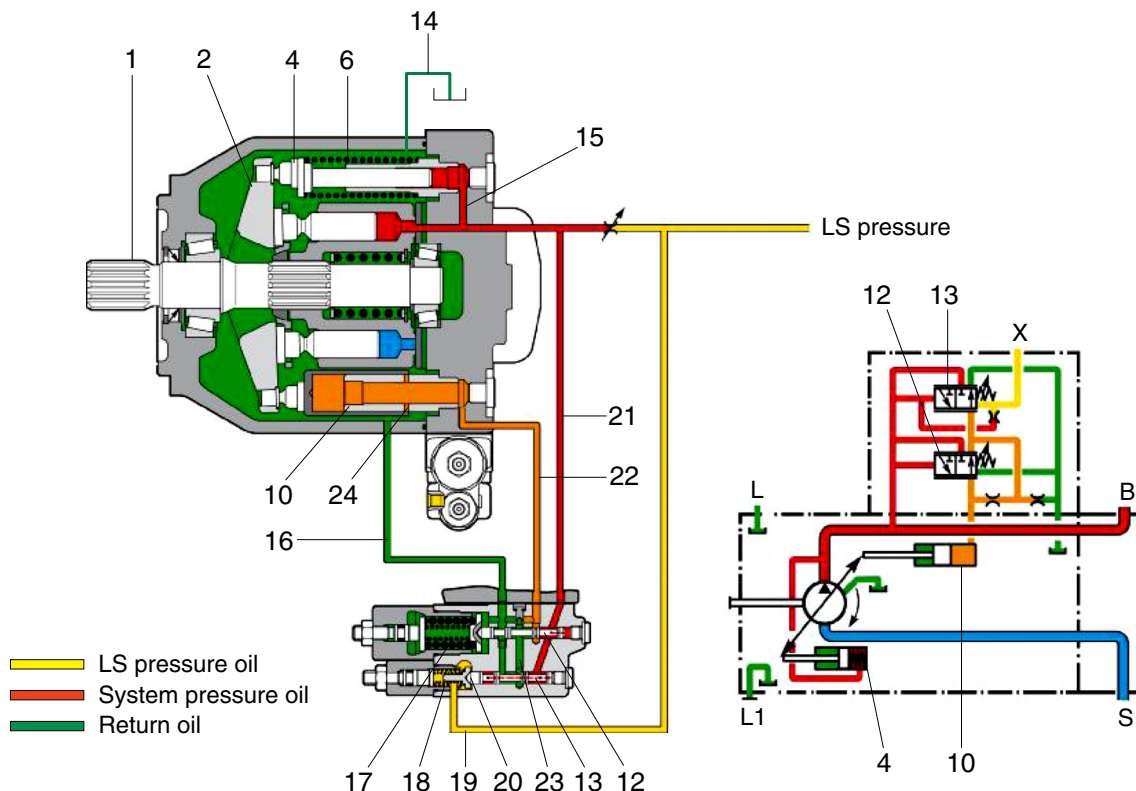 14
1 2 4 6
15
LS pressure
12 13 X
21
22
10 24
16
L B
10
LS pressure oil
System pressure oil
Return oil
L1 S
17 18 19 20 23 13 12 4 10